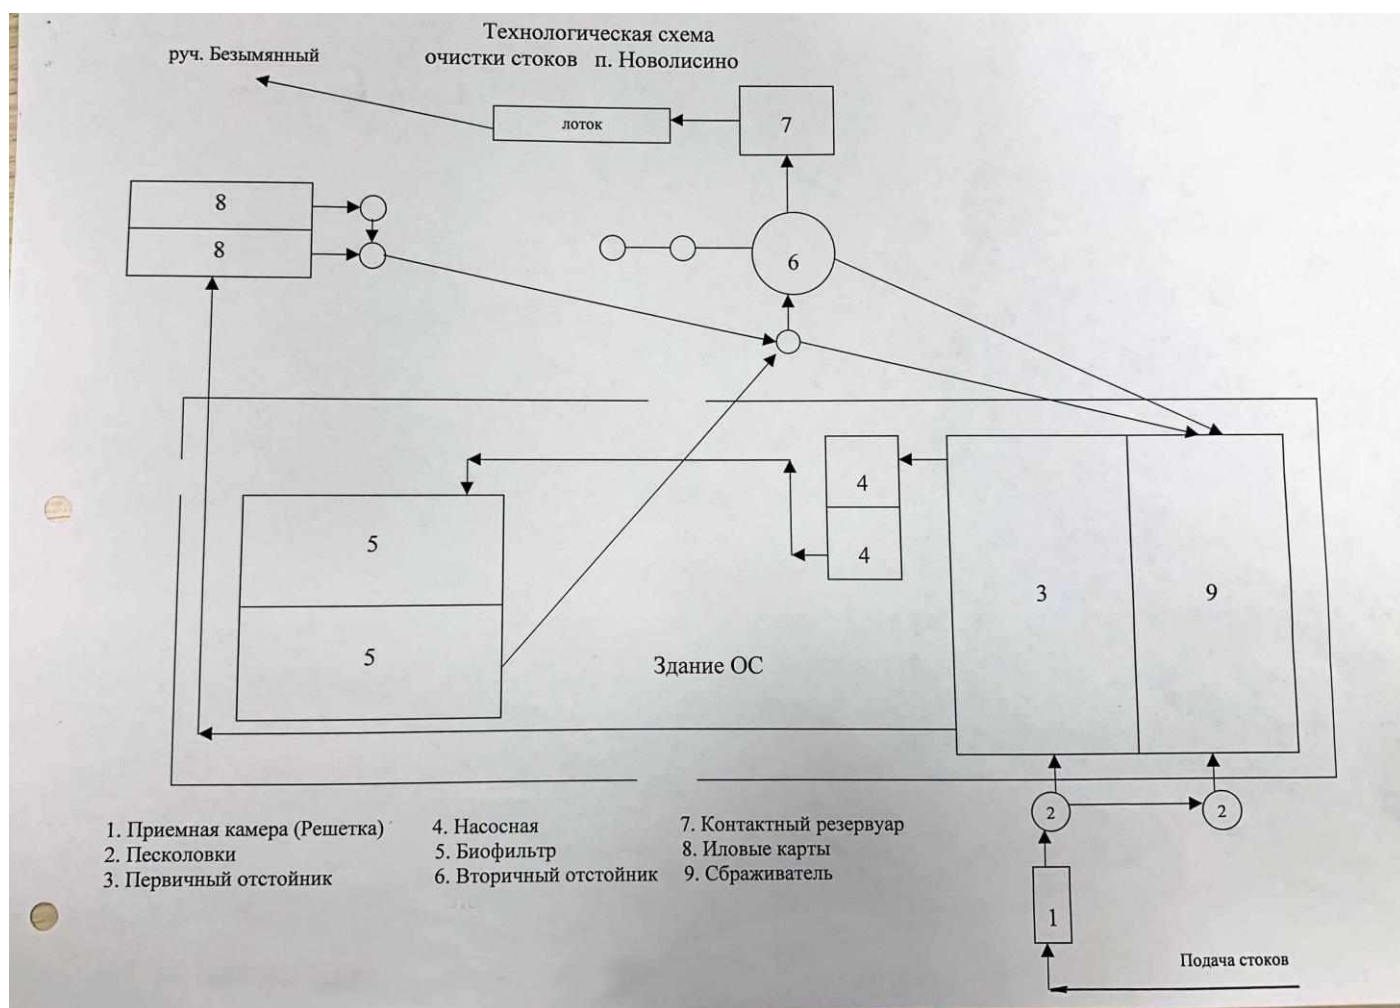 Технологическая схема
очистки стоков п. Новолисино
руч. Безымянный
лоток
7
8
8
6
4
4
5
5
3
9
Здание ОС
2
2
1. Приемная камера (Решетка)
2. Песколовки
3. Первичный отстойник
4. Насосная
5. Биофильтр
6. Вторичный отстойник
7. Контактный резервуар
8. Иловые карты
9. Сбраживатель
1
Подача стоков